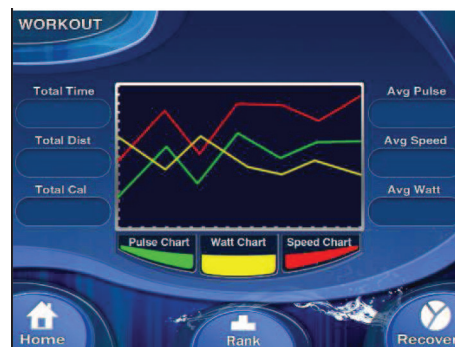 WORKOUT
Total Time
Avg Pulse
Total Dist
Avg Speed
Total Cal
Avg Watt
Pulse Chart
Watt Chart
Speed Chart
Home
Rank
Recover